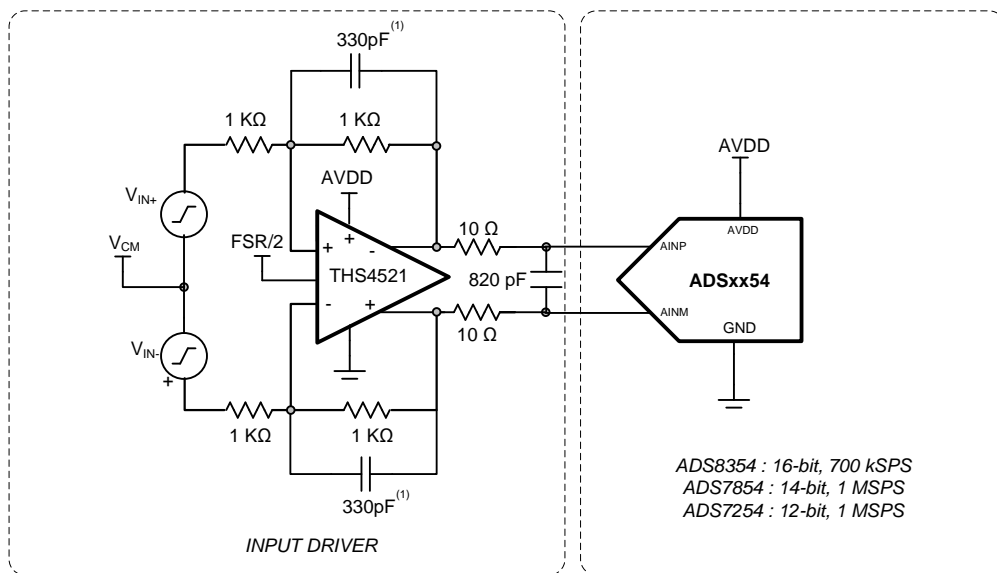 330pF(1)
1 KΩ
1 KΩ
AVDD
AVDD
VIN+
VCM
FSR/2
+
+
-
THS4521
-
+
10 Ω
820 pF
10 Ω
AINP
AVDD
ADSxx54
AINM
GND
VIN-
+
1 KΩ
1 KΩ
330pF(1)
INPUT DRIVER
ADS8354 : 16-bit, 700 kSPS
ADS7854 : 14-bit, 1 MSPS
ADS7254 : 12-bit, 1 MSPS